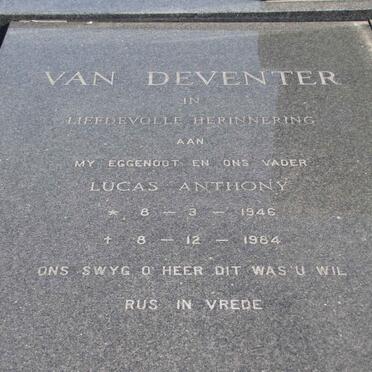 VAN DEVENTER
IN
LIEFDEVOLLE HERINNERING
AAN
MY EGGENOOT EN ONS VADER
LUCAS ANTHONY
* 8 – 3 – 1946
† 8 – 12 – 1984
ONS SWYG O HEER DIT WAS U WIL
RUS IN VREDE